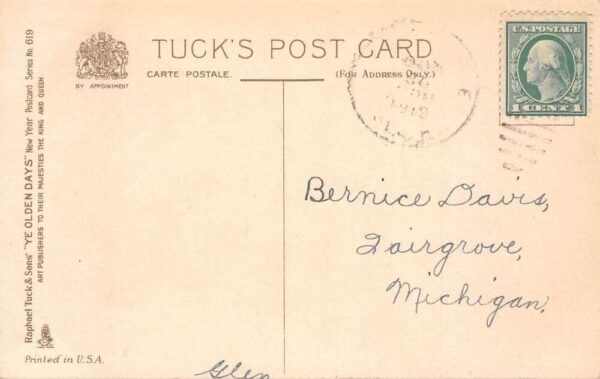 TUCK'S POST CARD
CARTE POSTALE.
(FOR ADDRESS ONLY.)
BY APPOINTMENT
U.S. POSTAGE
1 CENT 1
Raphael Tuck & Sons' "YE OLDEN DAYS" New Year Postcard Series No. 619
ART PUBLISHERS TO THEIR MAJESTIES THE KING AND QUEEN
Printed in U.S.A.
Bernice Davis,
Fairgrove,
Michigan.
Glen